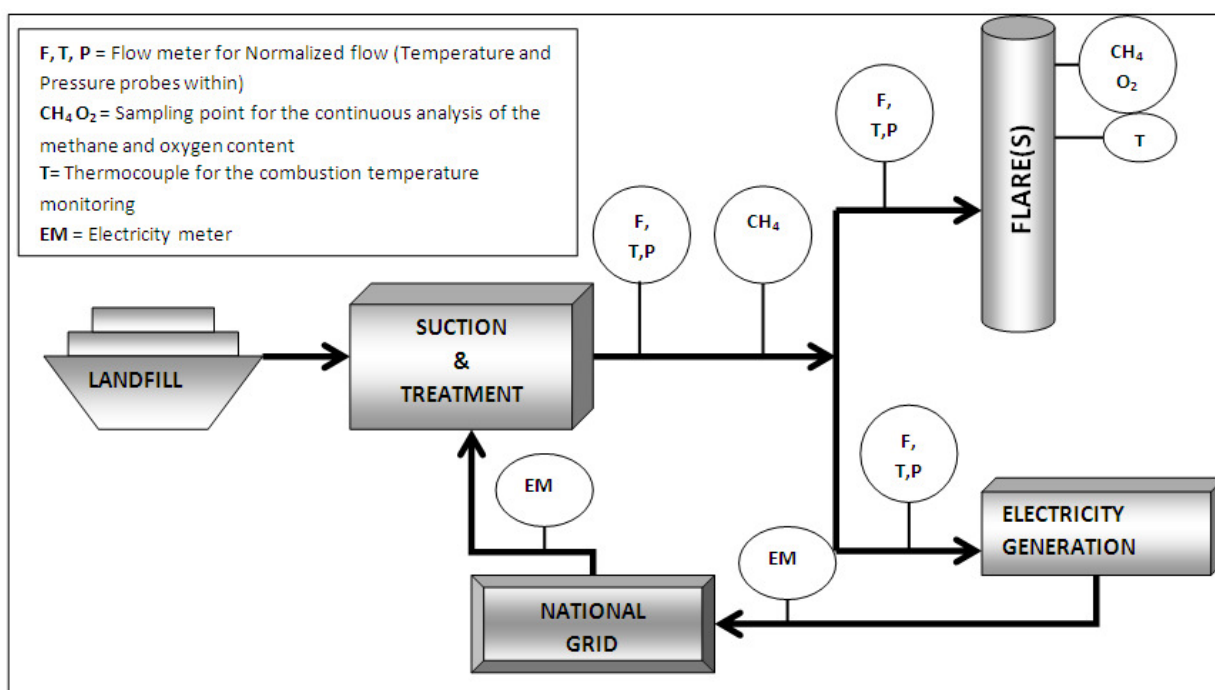 F, T, P = Flow meter for Normalized flow (Temperature and
Pressure probes within)
CH₄ O₂ = Sampling point for the continuous analysis of the
methane and oxygen content
T= Thermocouple for the combustion temperature
monitoring
EM = Electricity meter
CH₄
O₂
T
FLARE(S)
F,
T,P
F,
T,P
CH₄
SUCTION
&
TREATMENT
LANDFILL
F,
T,P
EM
ELECTRICITY
GENERATION
EM
NATIONAL
GRID